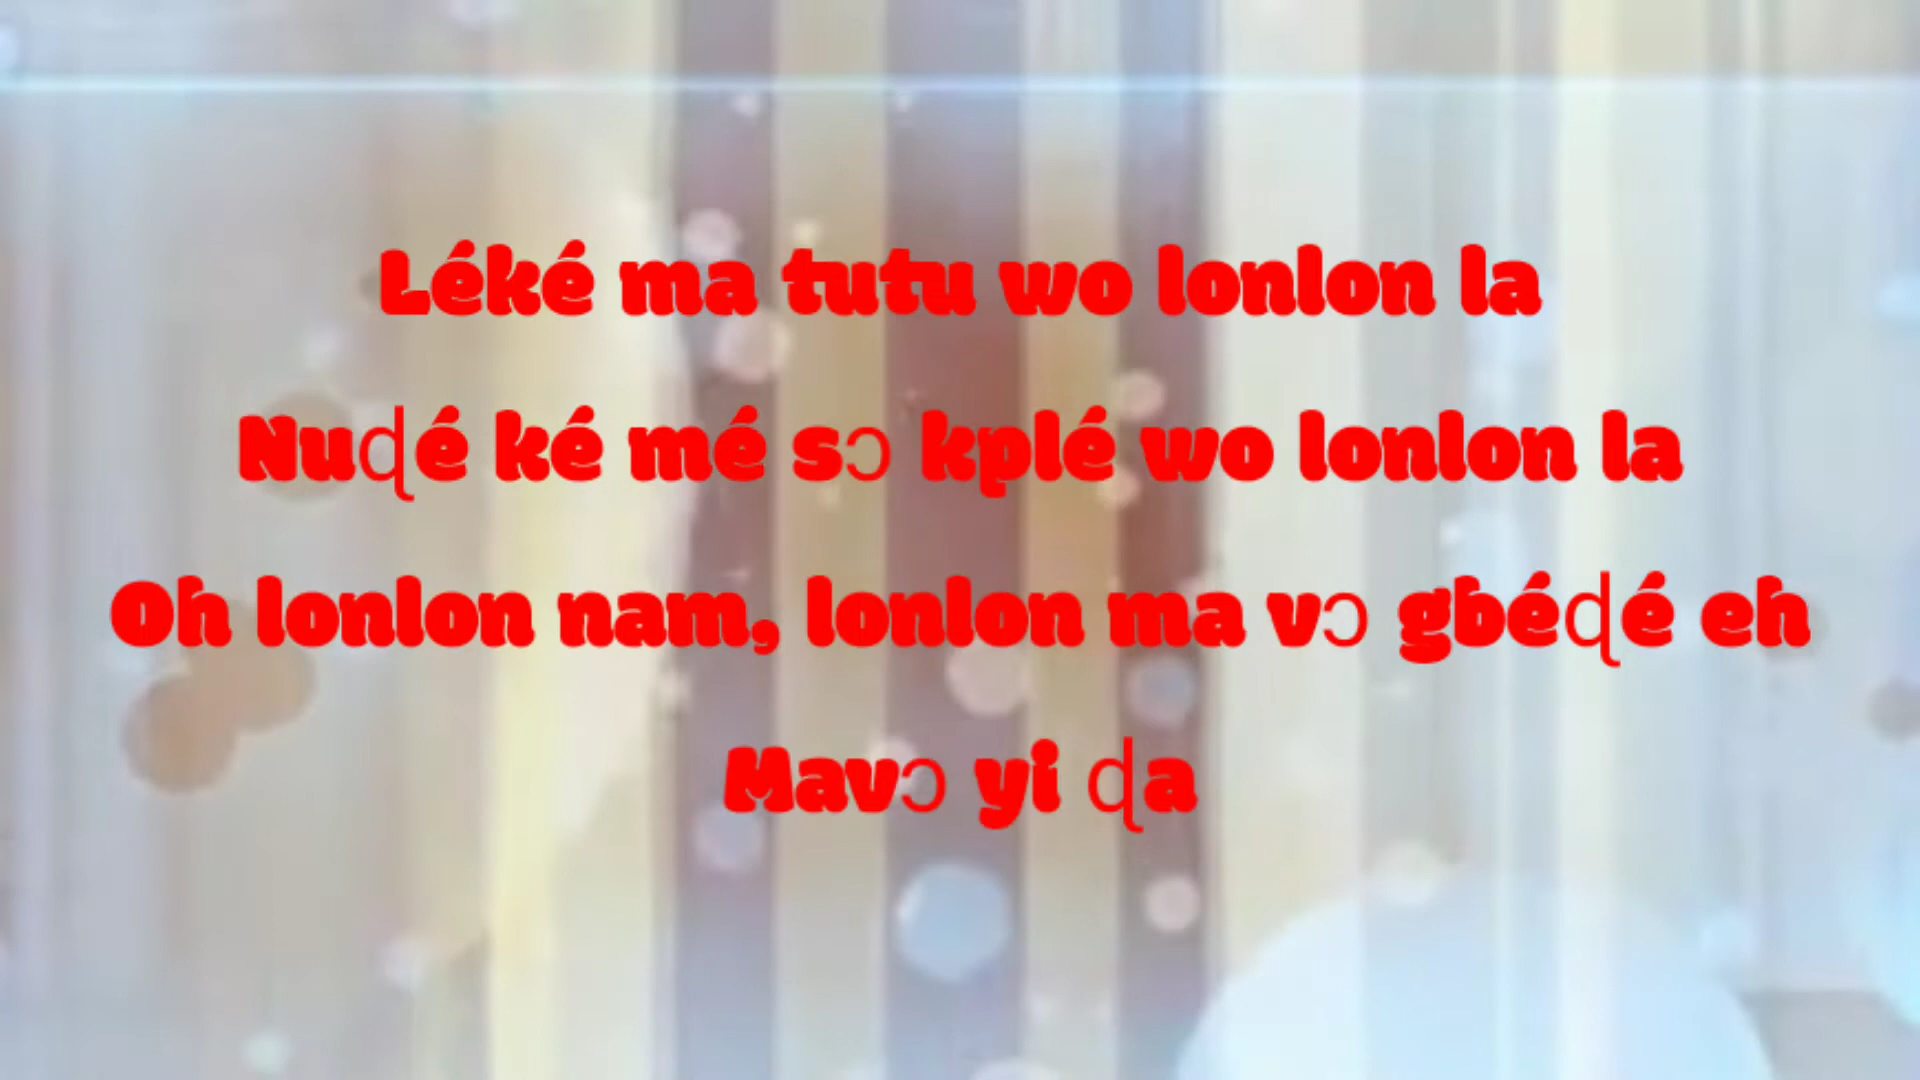 Léké ma tutu wo lonlon la
Nuɖé ké mé sɔ kplé wo lonlon la
Oh lonlon nam, lonlon ma vɔ gbéɖé eh
Mavɔ yi ɖa